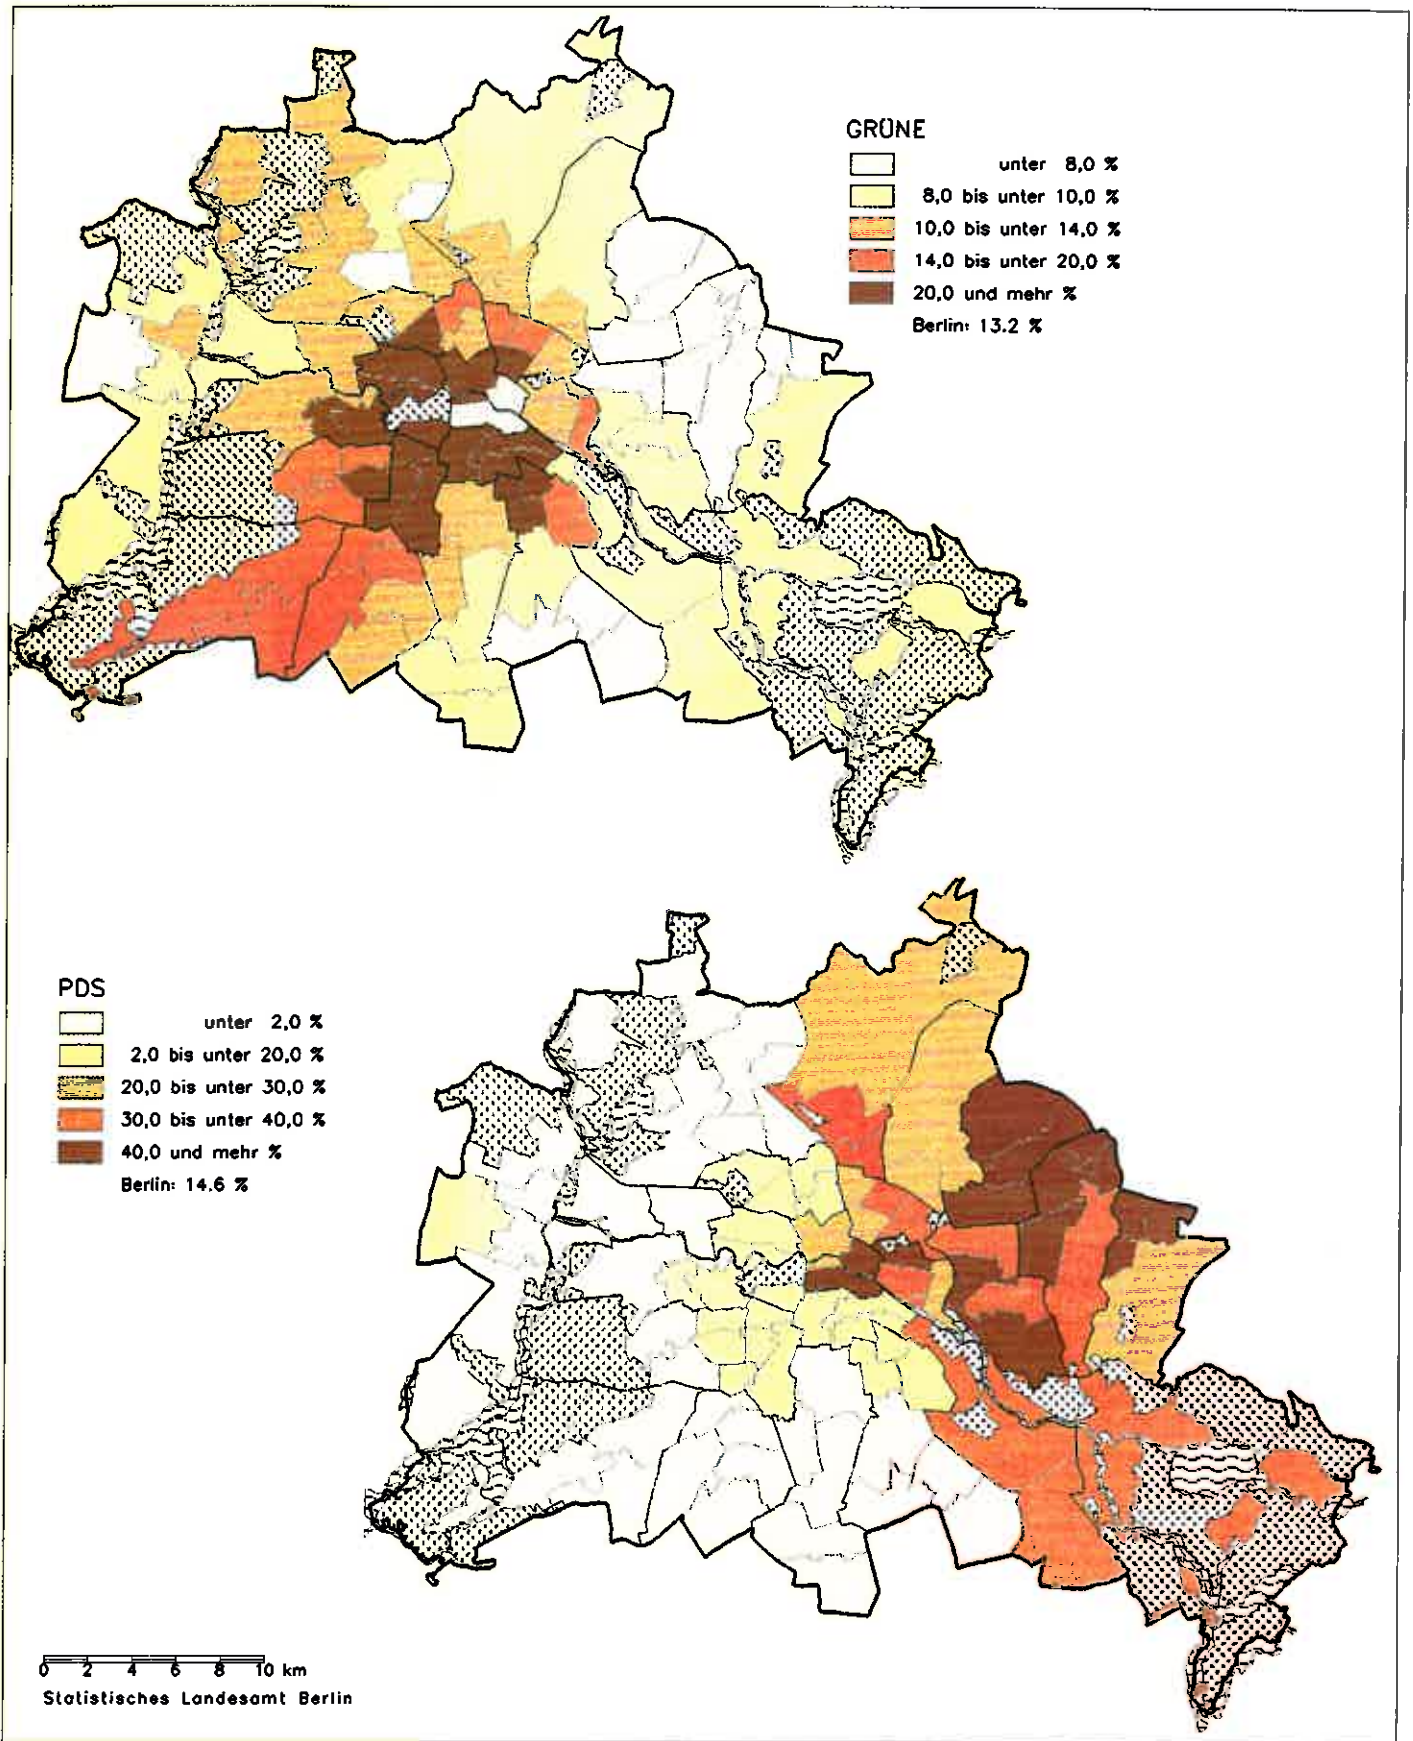 GRÜNE
unter 8,0 %
8,0 bis unter 10,0 %
10,0 bis unter 14,0 %
14,0 bis unter 20,0 %
20,0 und mehr %
Berlin: 13.2 %
PDS
unter 2,0 %
2,0 bis unter 20,0 %
20,0 bis unter 30,0 %
30,0 bis unter 40,0 %
40,0 und mehr %
Berlin: 14.6 %
0 2 4 6 8 10 km
Statistisches Landesamt Berlin